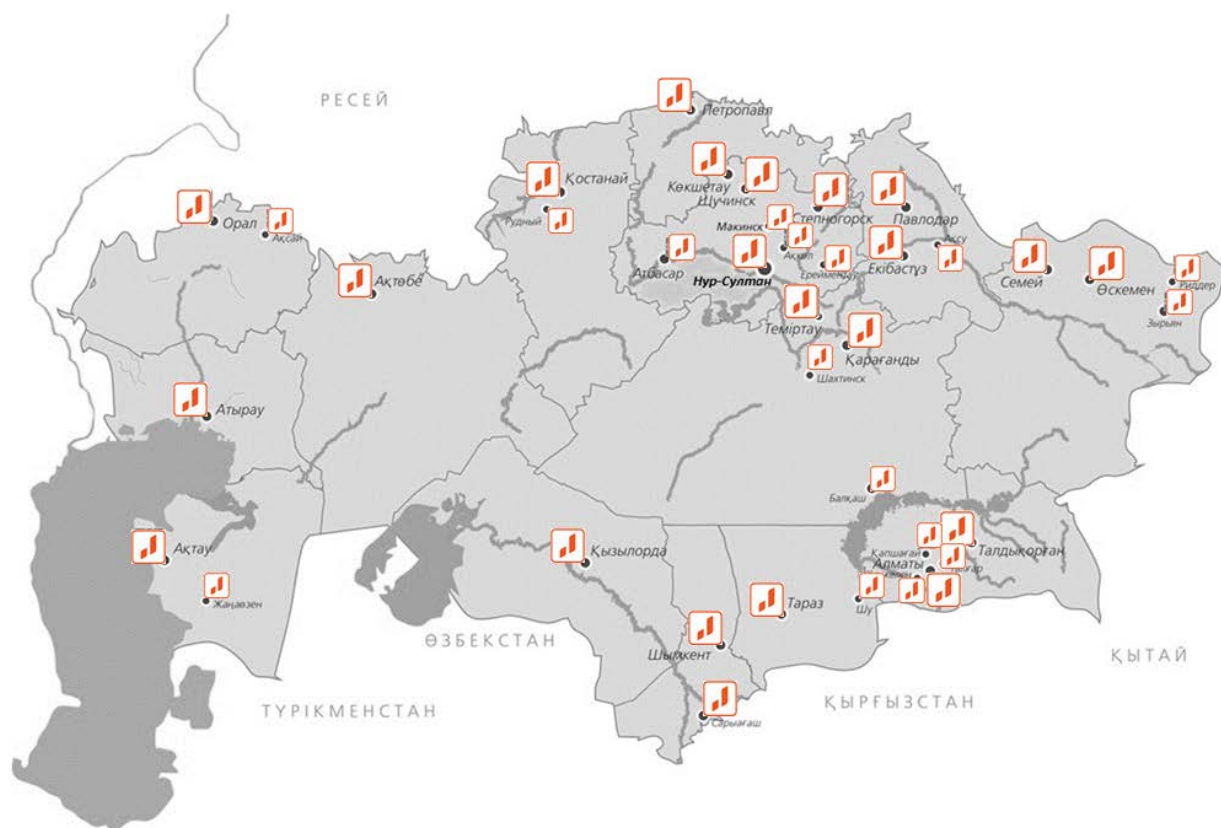 РЕСЕЙ
Петропавл
Қостанай
Рудный
Көкшетау
Щучинск
Степногорск
Павлодар
Орал
Ақсай
Макинск
Ақкөл
Ақсу
Атбасар
Ерейментау
Екібастұз
Нур-Султан
Семей
Өскемен
Риддер
Зырьян
Ақтөбе
Теміртау
Қарағанды
Шахтинск
Атырау
Балқаш
Ақтау
Қызылорда
Қапшағай
Талдықорған
Алматы
Жаңаөзен
Шу
Тараз
ӨЗБЕКСТАН
Шымкент
ҚЫТАЙ
ТҮРІКМЕНСТАН
ҚЫРҒЫЗСТАН
Сарыағаш